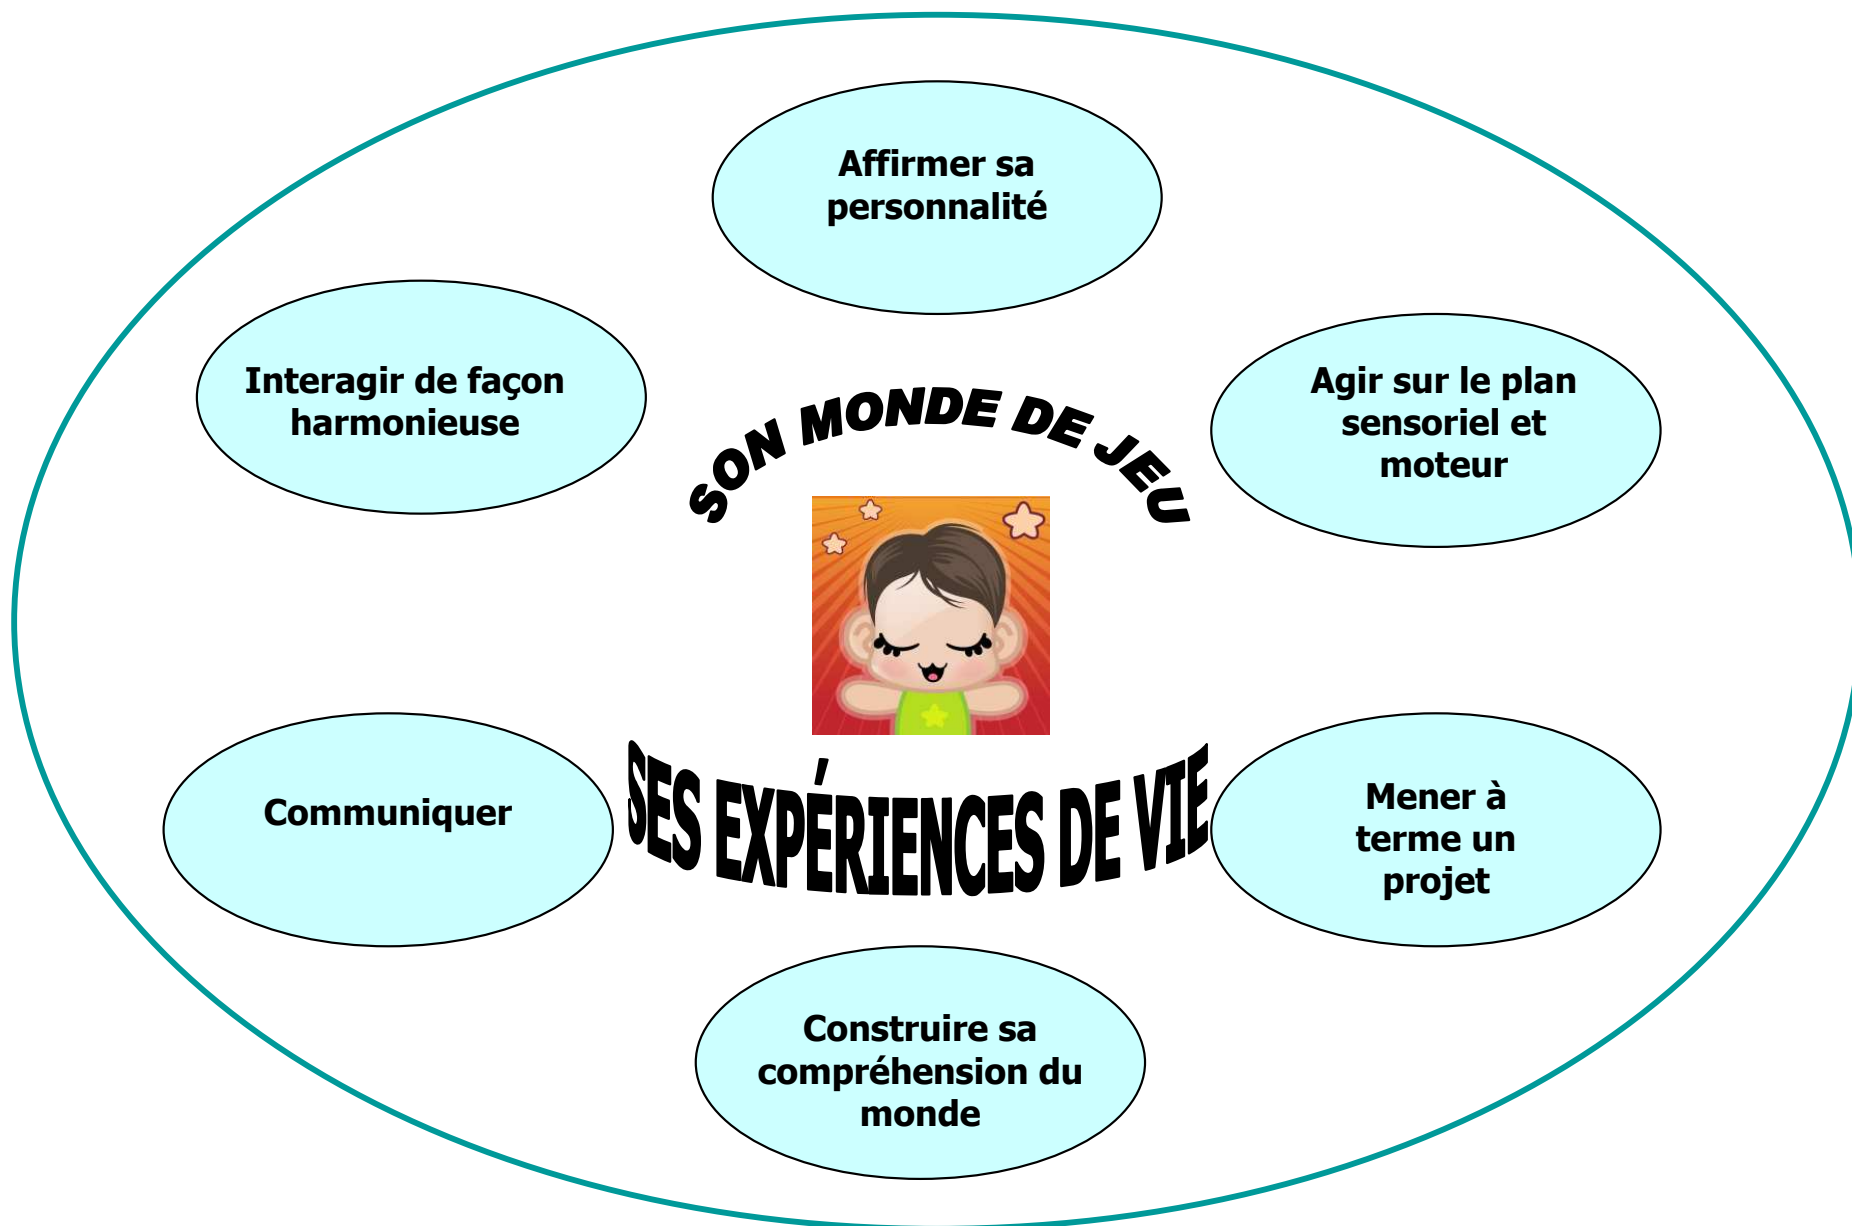 Affirmer sa
personnalité
Interagir de façon
harmonieuse
Agir sur le plan
sensoriel et
moteur
SON MONDE DE JEU
SES EXPÉRIENCES DE VIE
Communiquer
Mener à
terme un
projet
Construire sa
compréhension du
monde